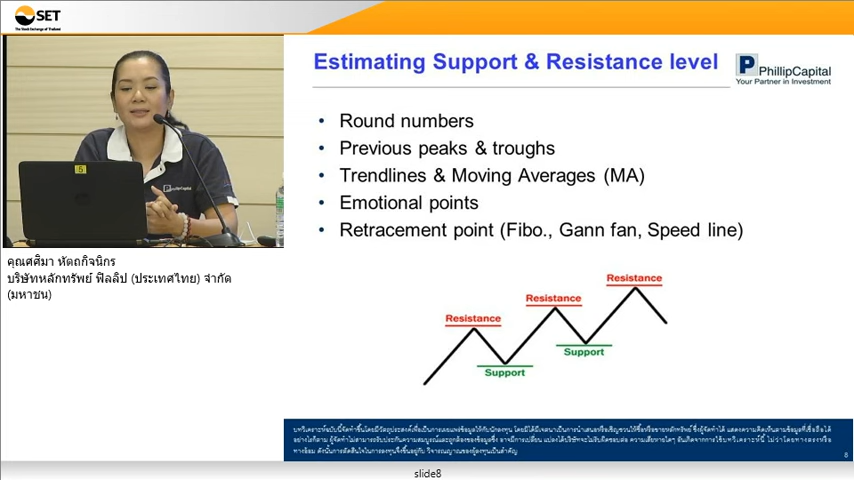 SET
The Stock Exchange of Thailand
Estimating Support & Resistance level
P PhillipCapital
Your Partner in Investment
• Round numbers
• Previous peaks & troughs
• Trendlines & Moving Averages (MA)
• Emotional points
• Retracement point (Fibo., Gann fan, Speed line)
5
PhillipCapital
คุณศศิมา หัตถกิจนิกร
บริษัทหลักทรัพย์ ฟิลลิป (ประเทศไทย) จำกัด
(มหาชน)
Resistance
Resistance
Resistance
Support
Support
บทวิเคราะห์ฉบับนี้จัดทำขึ้นโดยมีวัตถุประสงค์เพื่อเป็นการเผยแพร่ข้อมูลให้กับนักลงทุน โดยมิได้มีเจตนาเป็นการนำเสนอหรือเชิญชวนให้ซื้อหรือขายหลักทรัพย์ ซึ่งผู้จัดทำได้ แสดงความคิดเห็นตามข้อมูลที่เชื่อถือได้
อย่างไรก็ตาม ผู้จัดทำไม่สามารถรับประกันความสมบูรณ์และถูกต้องของข้อมูลซึ่ง อาจมีการเปลี่ยน แปลงได้บริษัทจะไม่รับผิดชอบต่อ ความเสียหายใดๆ อันเกิดจากการใช้บทวิเคราะห์นี้ ไม่ว่าโดยทางตรงหรือ
ทางอ้อม ดังนั้นการตัดสินใจในการลงทุนจึงขึ้นอยู่กับ วิจารณญาณของผู้ลงทุนเป็นสำคัญ
8
slide8